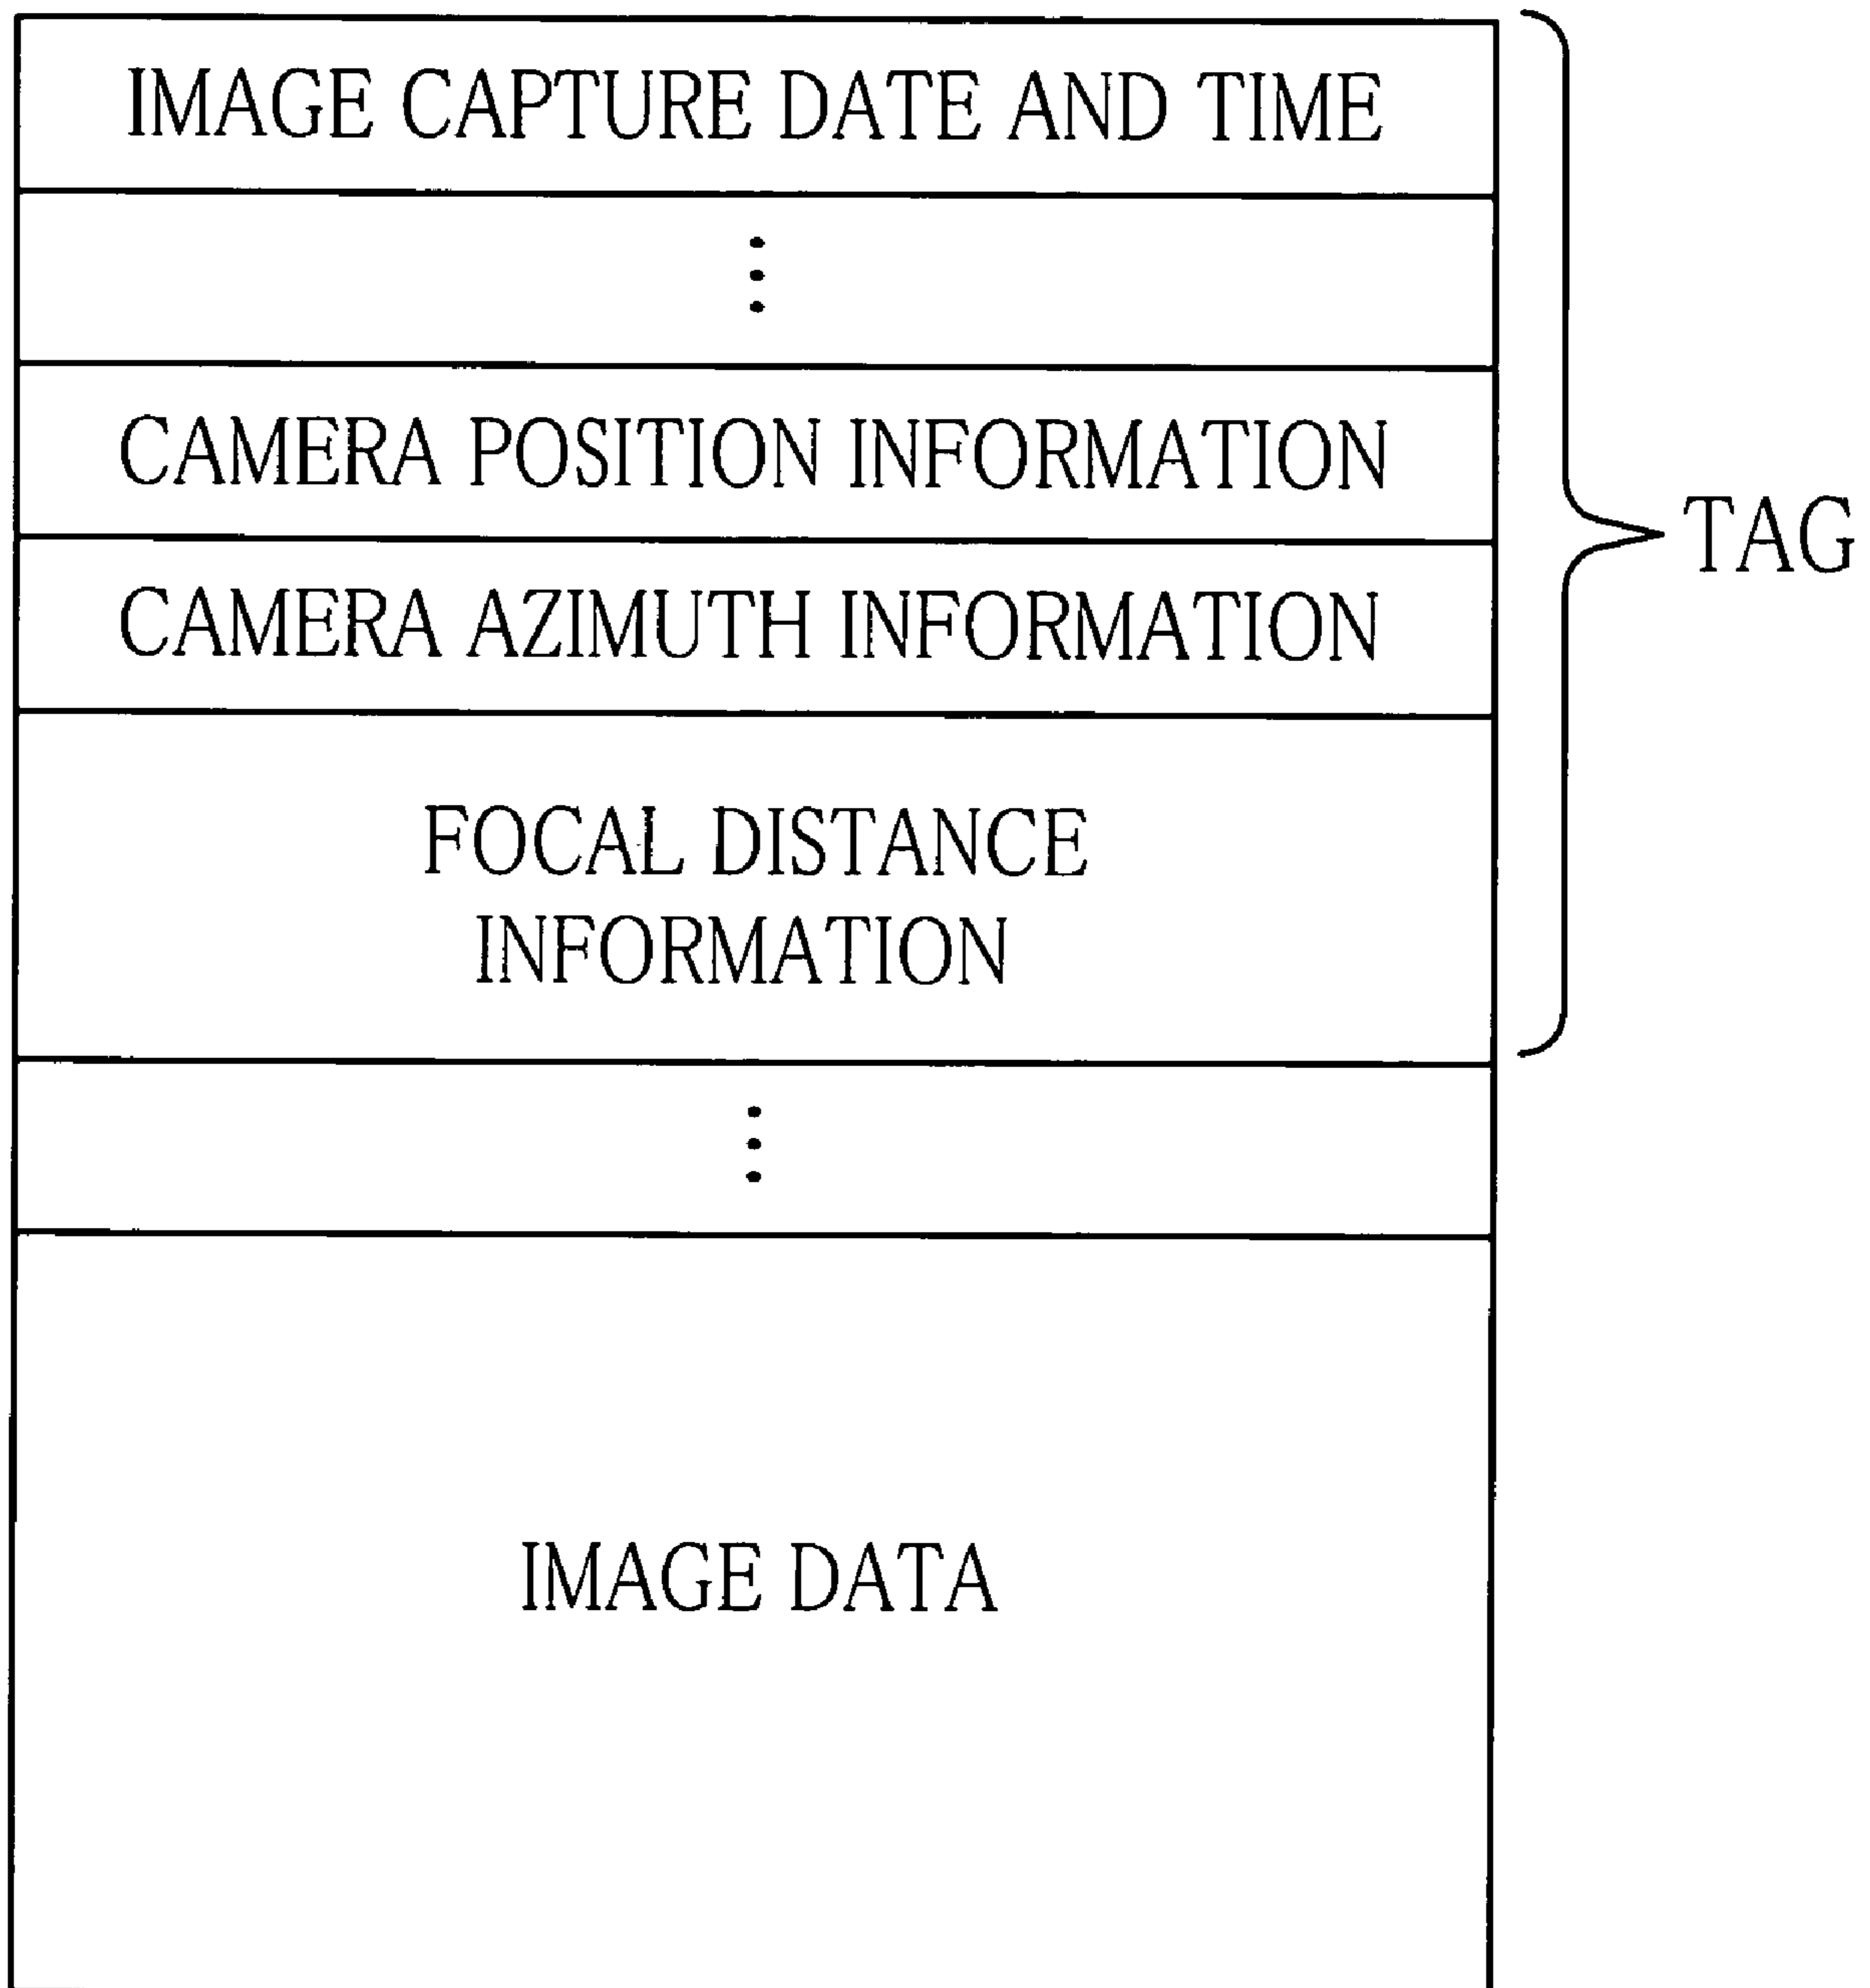 IMAGE CAPTURE DATE AND TIME
CAMERA POSITION INFORMATION
CAMERA AZIMUTH INFORMATION
TAG
FOCAL DISTANCE
INFORMATION
IMAGE DATA